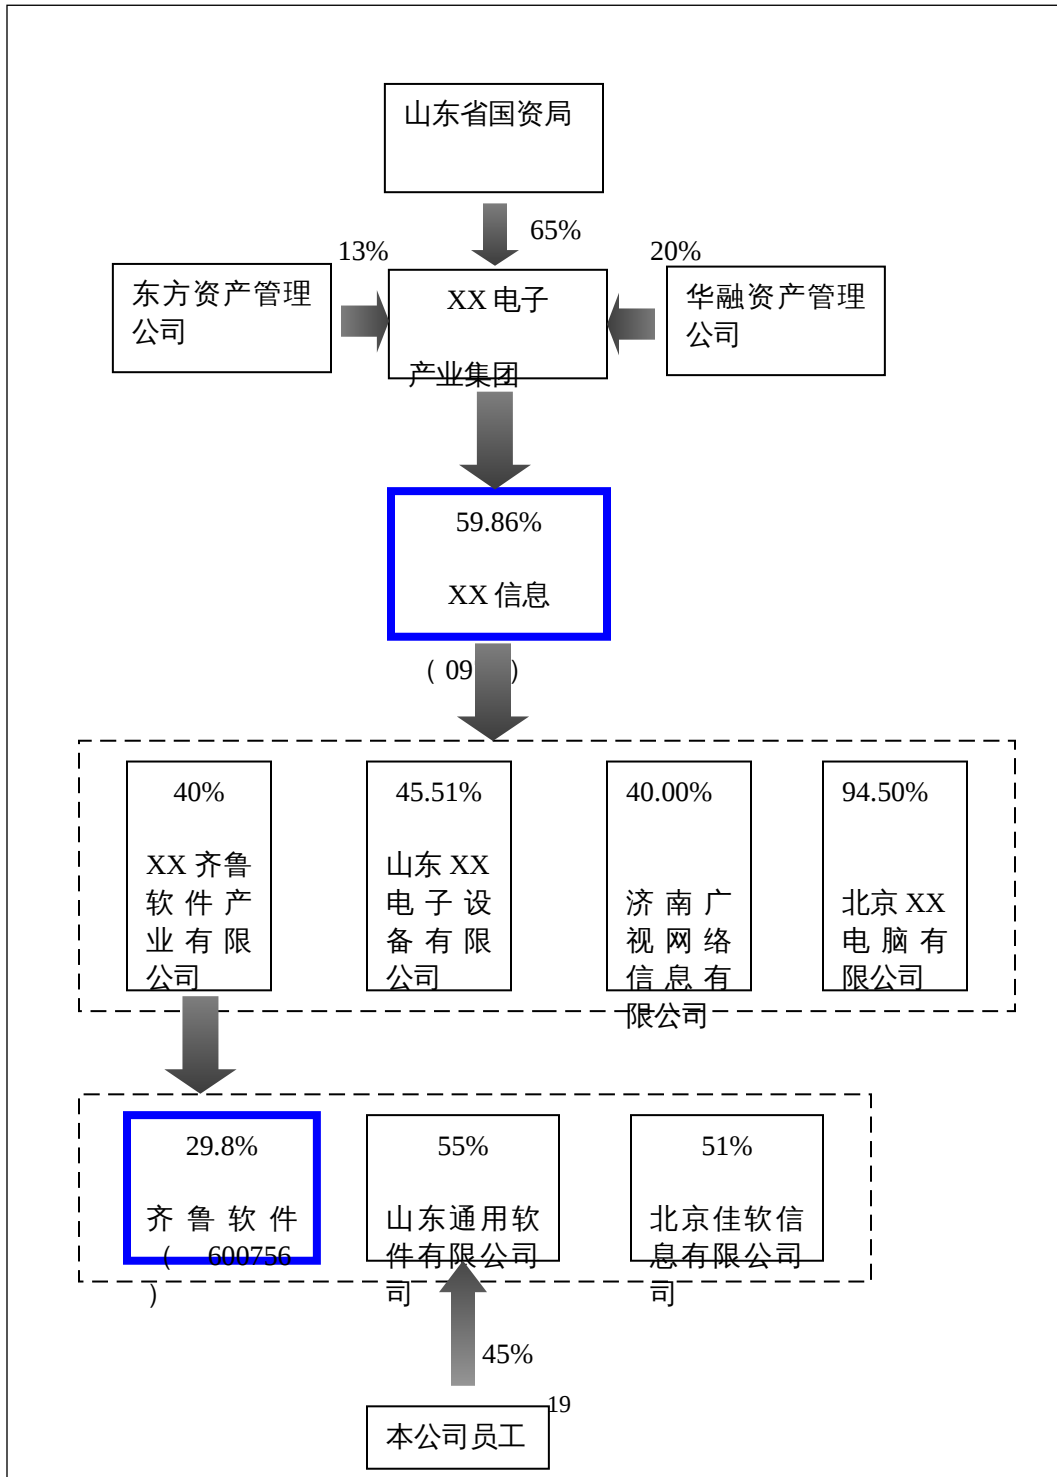 山东省国资局
65%
13%
20%
东方资产管理
公司
XX 电子
产业集团
华融资产管理
公司
59.86%
XX 信息
（ 09 ）
40%
XX 齐鲁
软件产
业有限
公司
45.51%
山东 XX
电子设
备有限
公司
40.00%
济南广
视网络
信息有
限公司
94.50%
北京 XX
电脑有
限公司
29.8%
齐鲁软件
（ 600756
）
55%
山东通用软
件有限公司
司
51%
北京佳软信
息有限公司
司
45%
19
本公司员工